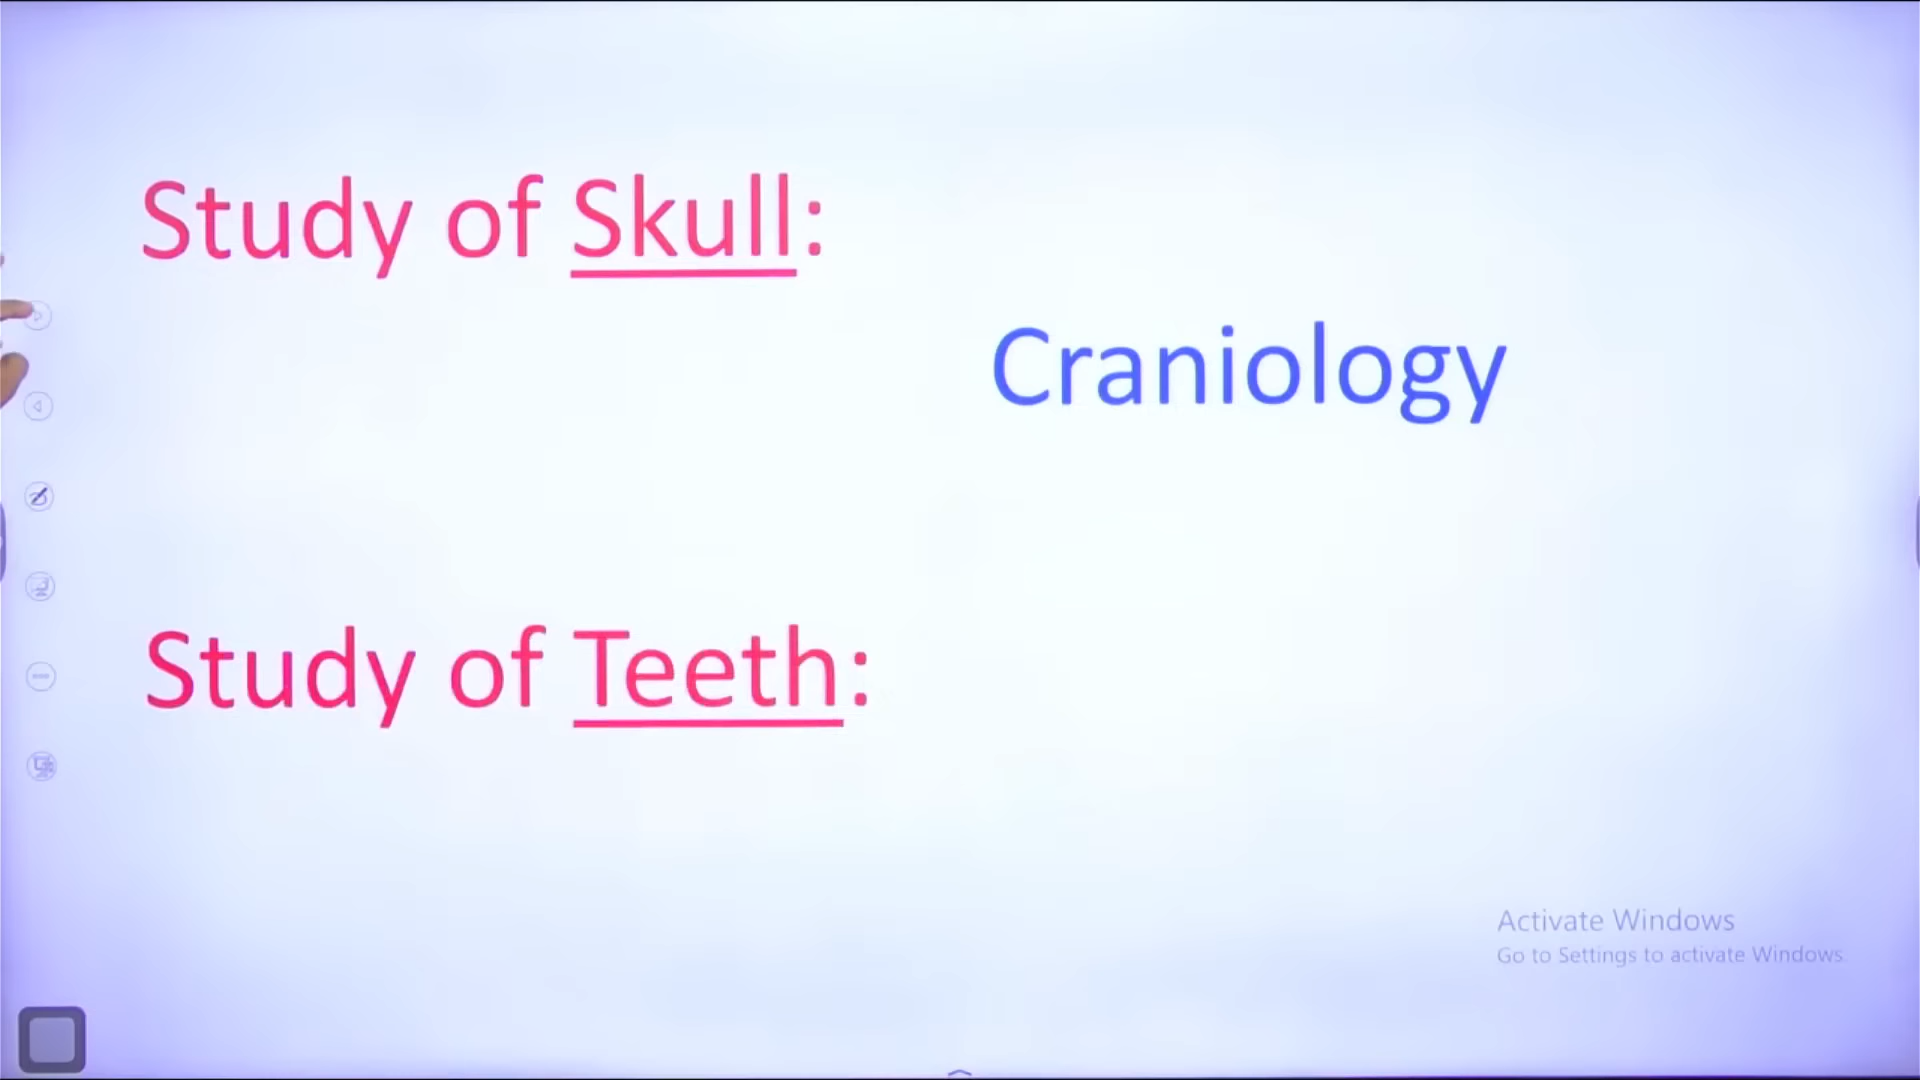 Study of Skull:
Craniology
Study of Teeth:
Activate Windows
Go to Settings to activate Windows.